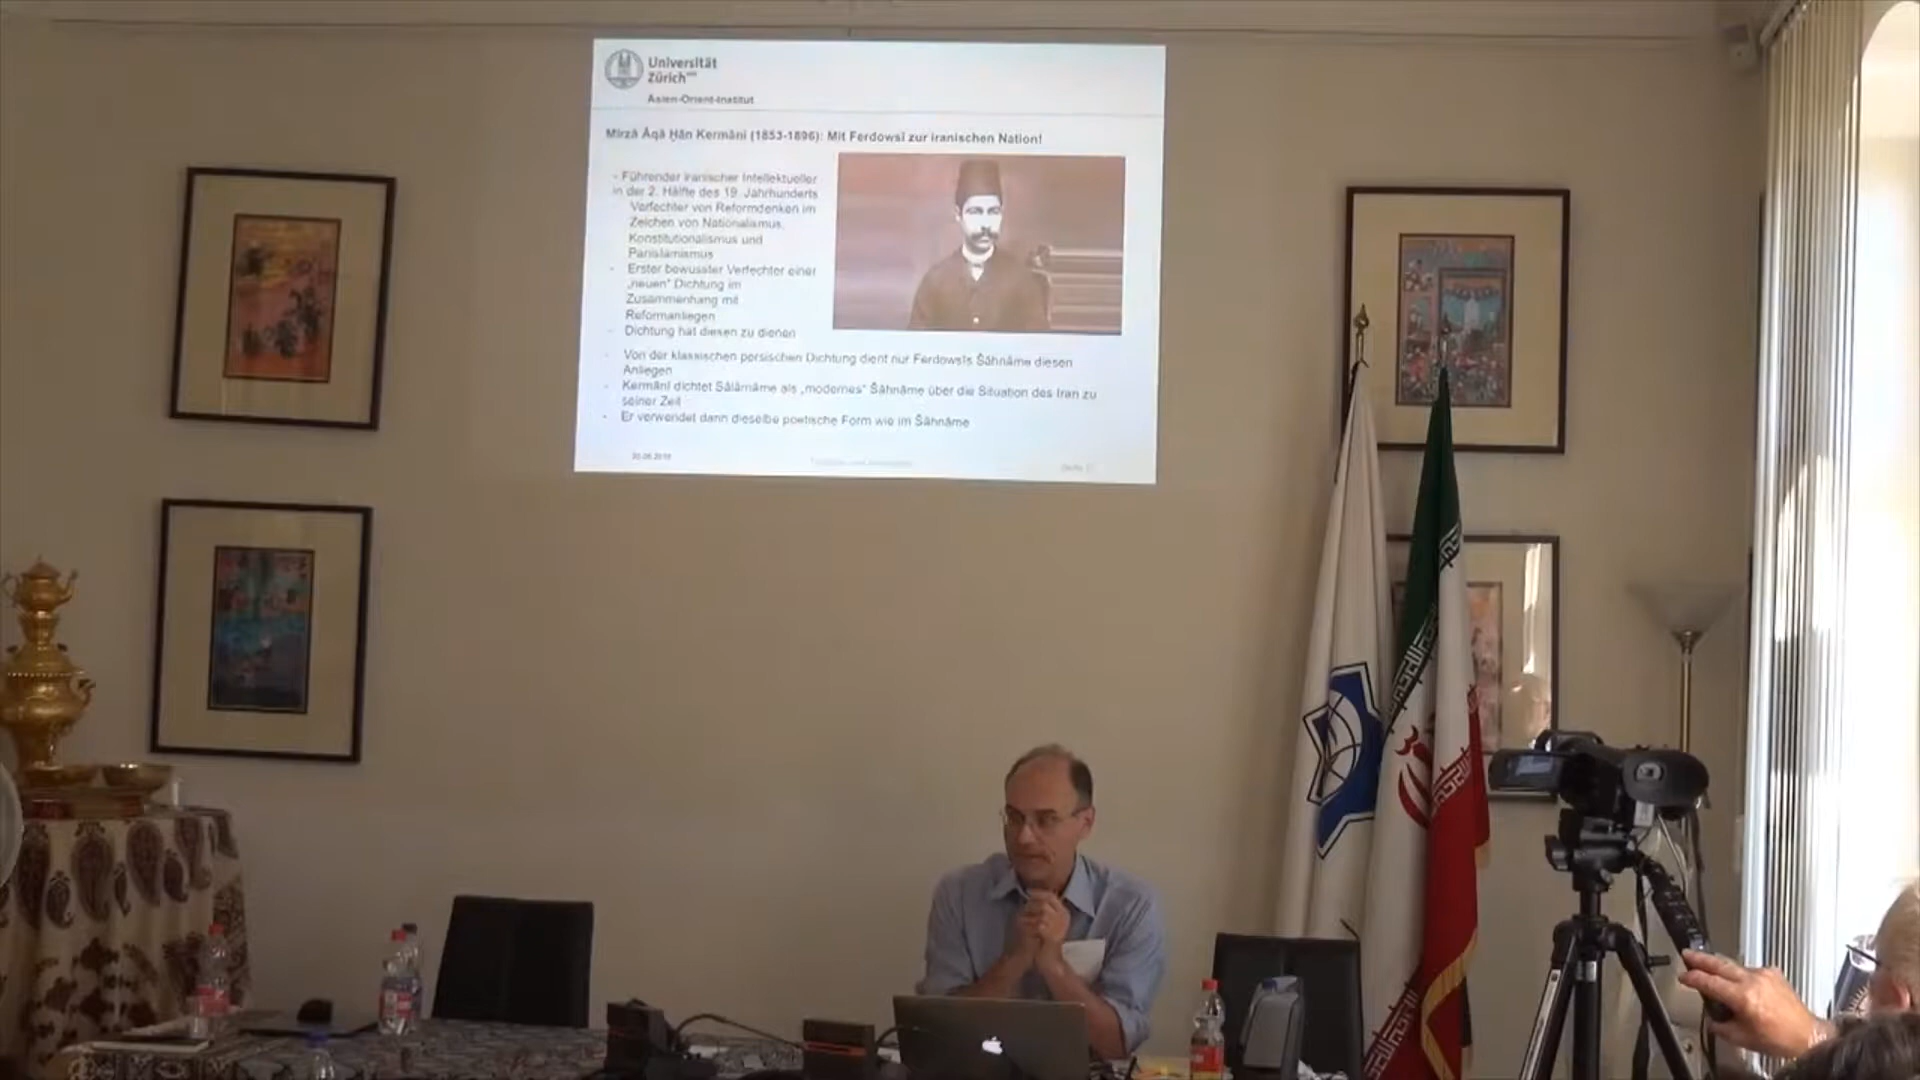 Universität
Zürich
Asien-Orient-Institut
Mīrzā Āqā Ḫān Kermānī (1853-1896): Mit Ferdowsī zur iranischen Nation!
- Führender iranischer Intellektueller
in der 2. Hälfte des 19. Jahrhunderts
Verfechter von Reformdenken im
Zeichen von Nationalismus,
Konstitutionalismus und
Panislamismus
- Erster bewusster Verfechter einer
„neuen“ Dichtung im
Zusammenhang mit
Reformanliegen
- Dichtung hat diesen zu dienen
- Von der klassischen persischen Dichtung dient nur Ferdowsīs Šāhnāme diesen
Anliegen
- Kermānī dichtet Sālārnāme als „modernes“ Šāhnāme über die Situation des Iran zu
seiner Zeit
- Er verwendet dann dieselbe poetische Form wie im Šāhnāme
Seite